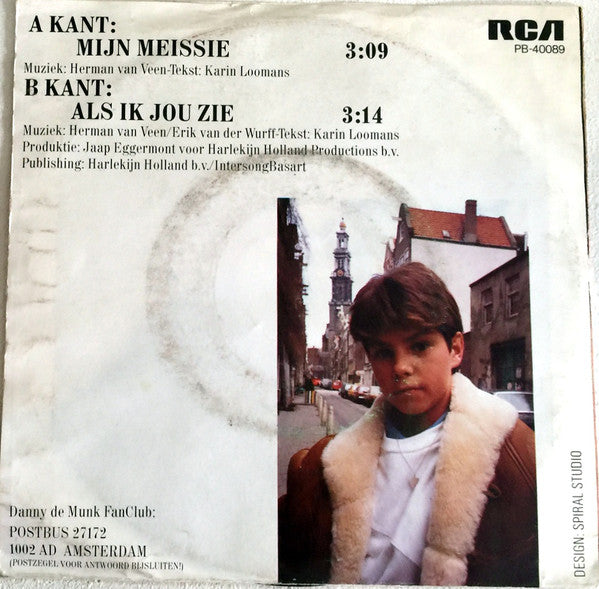 A KANT:
MIJN MEISSIE 3:09
Muziek: Herman van Veen-Tekst: Karin Loomans
B KANT:
ALS IK JOU ZIE 3:14
Muziek: Herman van Veen/Erik van der Wurff-Tekst: Karin Loomans
Produktie: Jaap Eggermont voor Harlekijn Holland Productions b.v.
Publishing: Harlekijn Holland b.v./IntersongBasart
RCA
PB-40089
Danny de Munk FanClub:
POSTBUS 27172
1002 AD AMSTERDAM
(POSTZEGEL VOOR ANTWOORD BIJSLUITEN!)
DESIGN: SPIRAL STUDIO